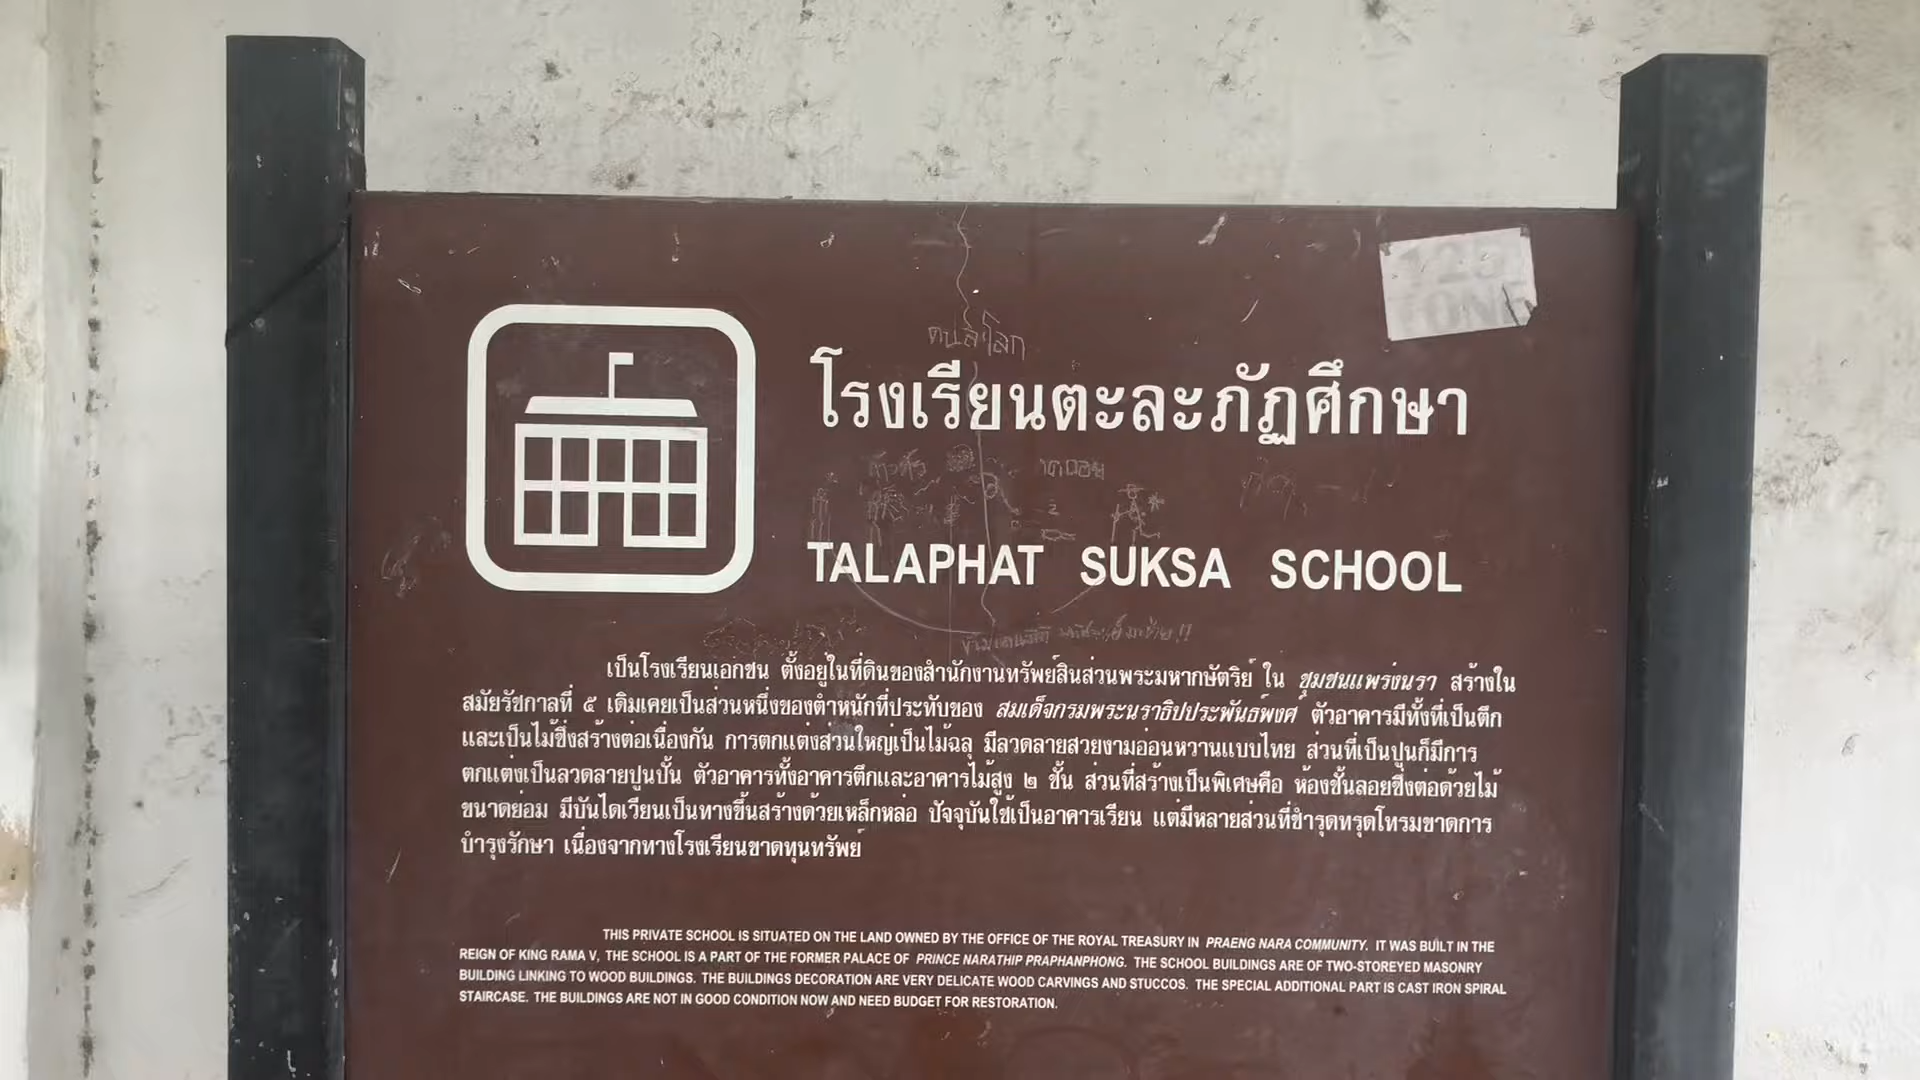 125
โรงเรียนตะละภัฏศึกษา
TALAPHAT SUKSA SCHOOL
เป็นโรงเรียนเอกชน ตั้งอยู่ในที่ดินของสำนักงานทรัพย์สินส่วนพระมหากษัตริย์ ใน ชุมชนแพร่งนรา สร้างใน
สมัยรัชกาลที่ ๕ เดิมเคยเป็นส่วนหนึ่งของตำหนักที่ประทับของ สมเด็จกรมพระนราธิปประพันธ์พงศ์ ตัวอาคารมีทั้งที่เป็นตึก
และเป็นไม้ซึ่งสร้างต่อเนื่องกัน การตกแต่งส่วนใหญ่เป็นไม้ฉลุ มีลวดลายสวยงามอ่อนหวานแบบไทย ส่วนที่เป็นปูนก็มีการ
ตกแต่งเป็นลวดลายปูนปั้น ตัวอาคารทั้งอาคารตึกและอาคารไม้สูง ๒ ชั้น ส่วนที่สร้างเป็นพิเศษคือ ห้องชั้นลอยซึ่งต่อด้วยไม้
ขนาดย่อม มีบันไดเวียนเป็นทางขึ้นสร้างด้วยเหล็กหล่อ ปัจจุบันใช้เป็นอาคารเรียน แต่มีหลายส่วนที่ชำรุดทรุดโทรมขาดการ
บำรุงรักษา เนื่องจากทางโรงเรียนขาดทุนทรัพย์
THIS PRIVATE SCHOOL IS SITUATED ON THE LAND OWNED BY THE OFFICE OF THE ROYAL TREASURY IN PRAENG NARA COMMUNITY. IT WAS BUILT IN THE
REIGN OF KING RAMA V, THE SCHOOL IS A PART OF THE FORMER PALACE OF PRINCE NARATHIP PRAPHANPHONG. THE SCHOOL BUILDINGS ARE OF TWO-STOREYED MASONRY
BUILDING LINKING TO WOOD BUILDINGS. THE BUILDINGS DECORATION ARE VERY DELICATE WOOD CARVINGS AND STUCCOS. THE SPECIAL ADDITIONAL PART IS CAST IRON SPIRAL
STAIRCASE. THE BUILDINGS ARE NOT IN GOOD CONDITION NOW AND NEED BUDGET FOR RESTORATION.